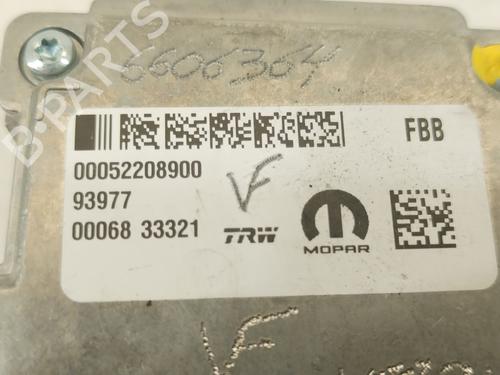 B-PARTS
6606364
FBB
00052208900
93977
00068 33321
VF
TRW
MOPAR
VF